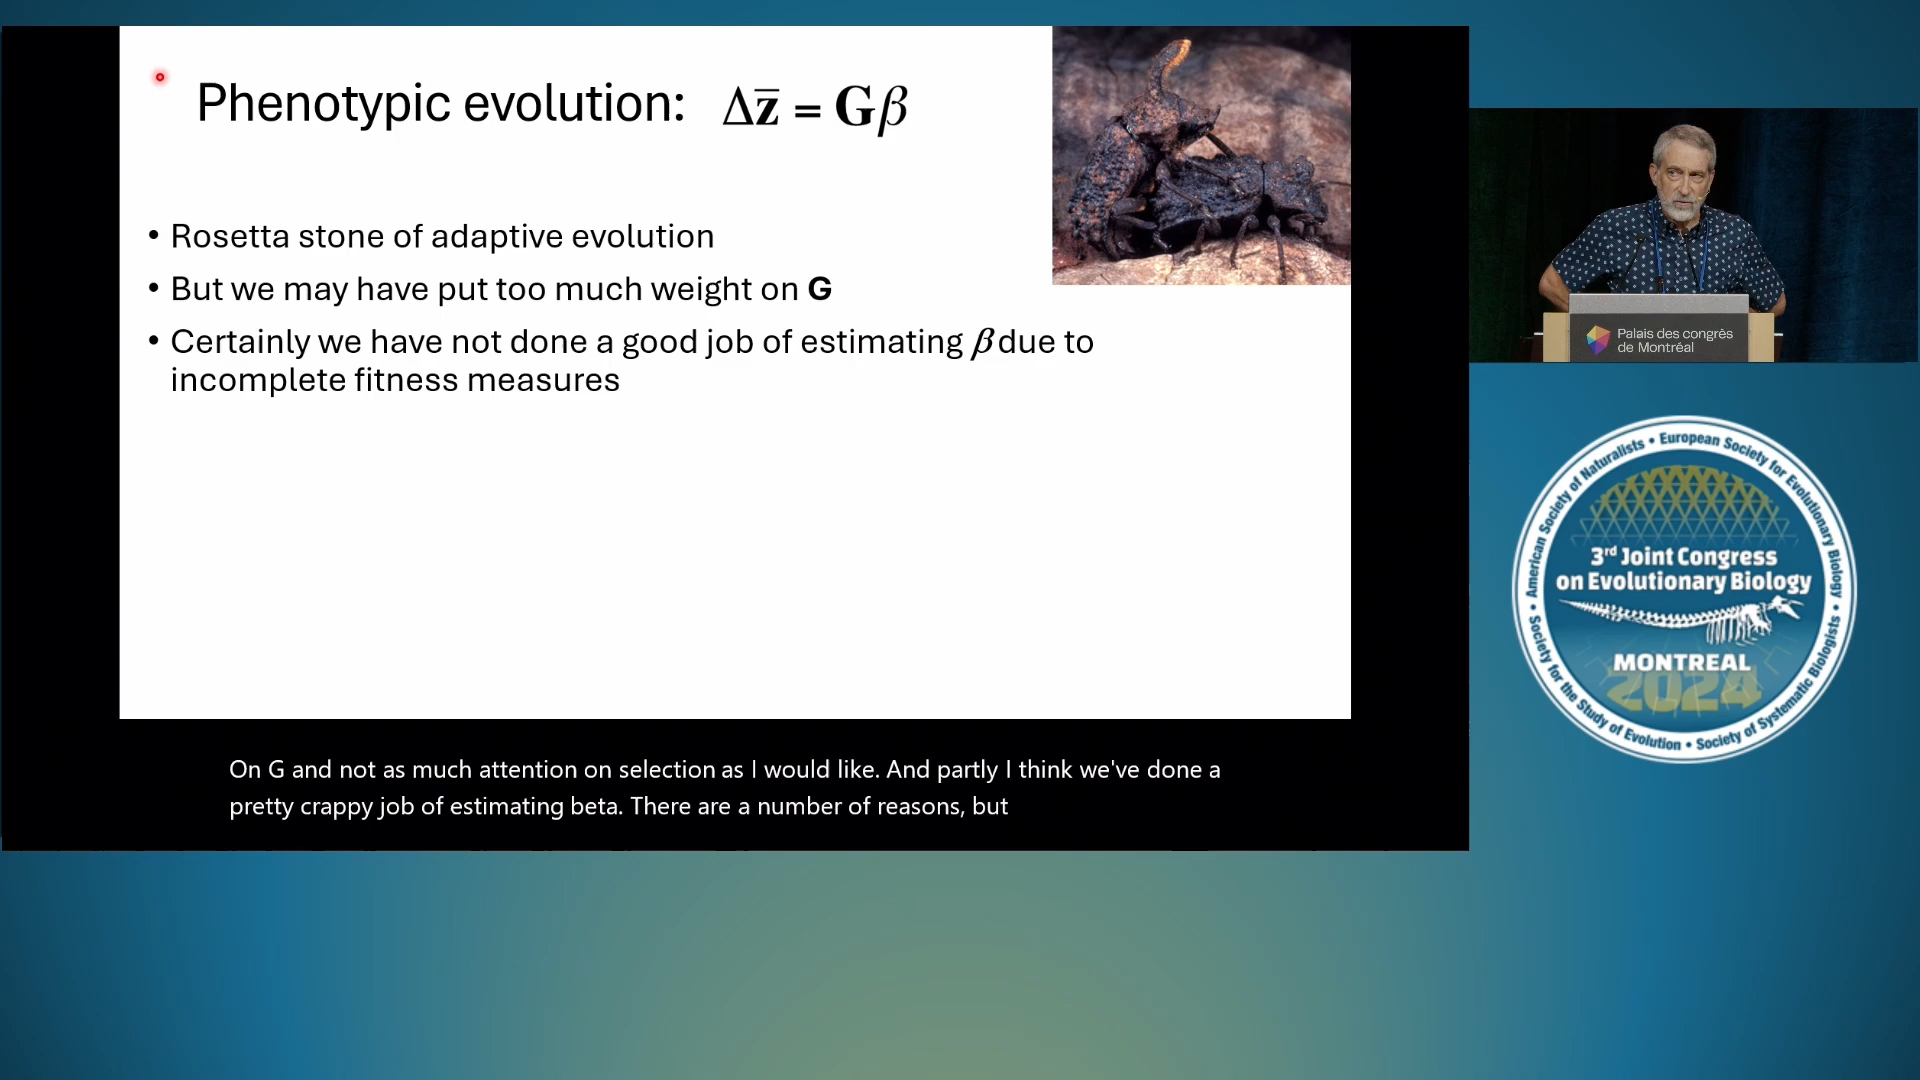 Phenotypic evolution: Δz̄ = Gβ
• Rosetta stone of adaptive evolution
• But we may have put too much weight on G
• Certainly we have not done a good job of estimating β due to
incomplete fitness measures
On G and not as much attention on selection as I would like. And partly I think we've done a
pretty crappy job of estimating beta. There are a number of reasons, but
Palais des congrès
de Montréal
American Society of Naturalists • European Society for Evolutionary Biology •
Society for the Study of Evolution • Society of Systematic Biologists •
3rd Joint Congress
on Evolutionary Biology
MONTREAL
2024